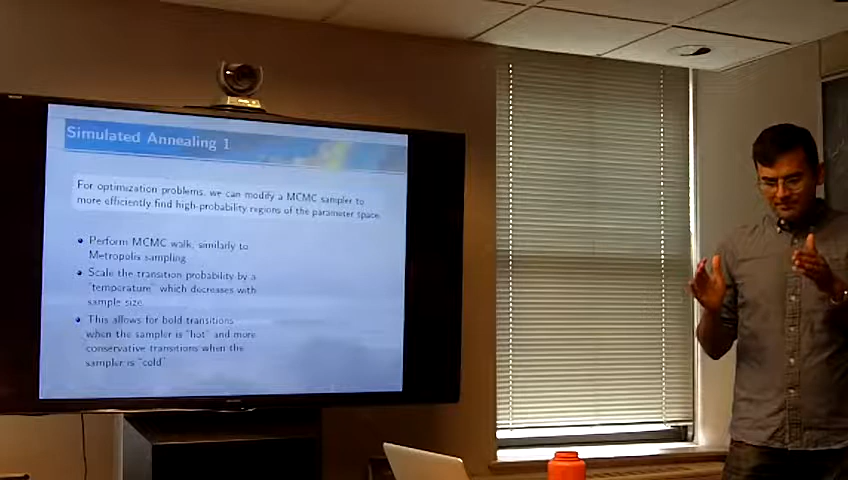 Simulated Annealing 1
For optimization problems, we can modify a MCMC sampler to
more efficiently find high-probability regions of the parameter space.
Perform MCMC walk, similarly to
Metropolis sampling
Scale the transition probability by a
"temperature" which decreases with
sample size.
This allows for bold transitions
when the sampler is "hot" and more
conservative transitions when the
sampler is "cold"